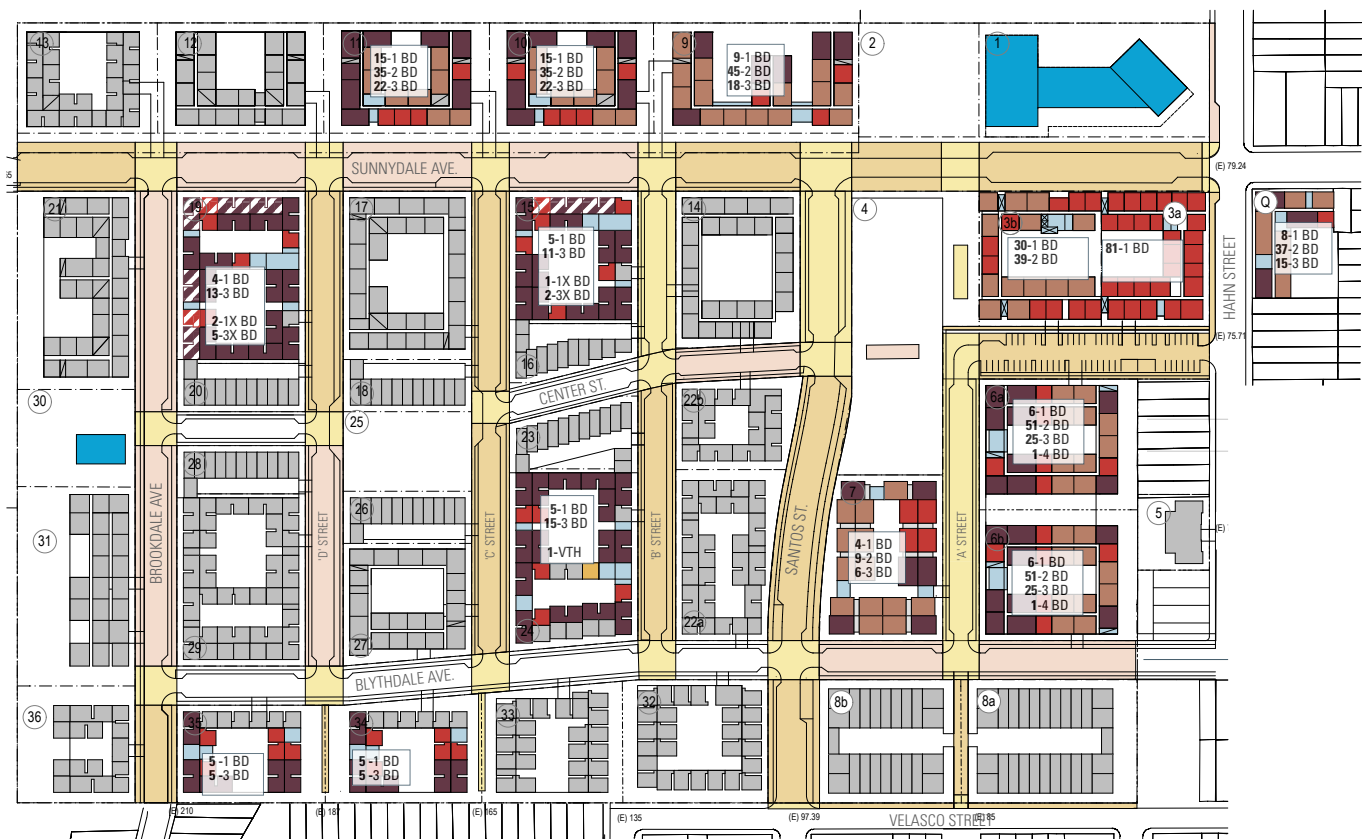 13
12
11
10
9
2
1
15-1 BD
35-2 BD
22-3 BD
15-1 BD
35-2 BD
22-3 BD
9-1 BD
45-2 BD
18-3 BD
SUNNYDALE AVE.
(E) 79.24
21
19
17
15
14
4
3b
3a
Q
30-1 BD
39-2 BD
81-1 BD
8-1 BD
37-2 BD
15-3 BD
HAHN STREET
4-1 BD
13-3 BD
2-1X BD
5-3X BD
5-1 BD
11-3 BD
1-1X BD
2-3X BD
(E) 75.71
20
18
16
CENTER ST.
30
25
22b
6a
6-1 BD
51-2 BD
25-3 BD
1-4 BD
28
23
26
7
5
31
BROOKDALE AVE
'D' STREET
'C' STREET
'B' STREET
SANTOS ST.
'A' STREET
5-1 BD
15-3 BD
1-VTH
4-1 BD
9-2 BD
6-3 BD
6b
6-1 BD
51-2 BD
25-3 BD
1-4 BD
(E)
29
27
24
22a
BLYTHDALE AVE.
36
35
34
33
32
8b
8a
5-1 BD
5-3 BD
5-1 BD
5-3 BD
(E) 210
(E) 187
(E) 165
(E) 135
(E) 97.39
(E) 85
VELASCO STREET